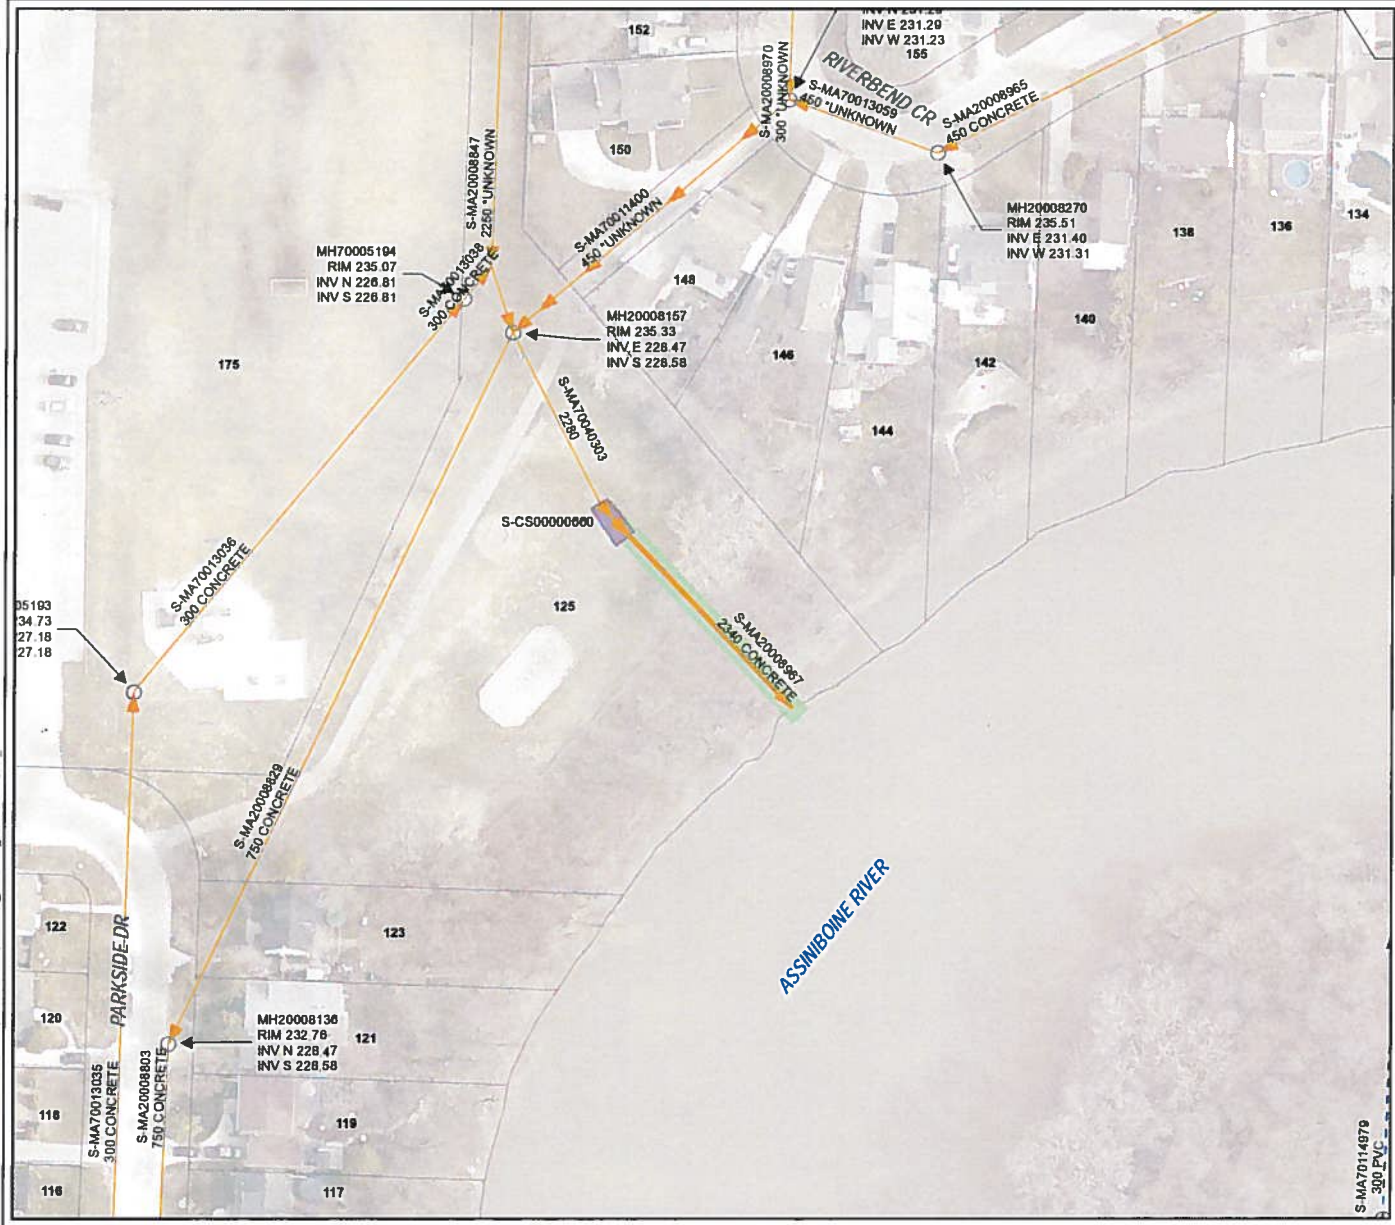 152
INV E 231.29
INV W 231.23
155
RIVERBEND CR
S-MA20008970
300 *UNKNOWN
S-MA70013059
450 *UNKNOWN
S-MA20008965
450 CONCRETE
150
S-MA20008847
2250 *UNKNOWN
S-MA70011400
450 *UNKNOWN
MH20008270
RIM 235.51
INV E 231.40
INV W 231.31
138
136
134
MH70005194
RIM 235.07
INV N 226.81
INV S 226.81
S-MA70013038
300 CONCRETE
148
MH20008157
RIM 235.33
INV E 228.47
INV S 228.58
140
175
146
142
S-MA70040303
2280
144
S-CS00000660
S-MA70013036
300 CONCRETE
05193
34.73
27.18
27.18
125
S-MA20008967
2340 CONCRETE
S-MA20008829
750 CONCRETE
ASSINIBOINE RIVER
122
123
PARKSIDE DR
120
MH20008136
RIM 232.76
INV N 228.47
INV S 228.58
121
S-MA70013035
300 CONCRETE
S-MA20008803
750 CONCRETE
118
119
116
117
S-MA70114979
300 PVC